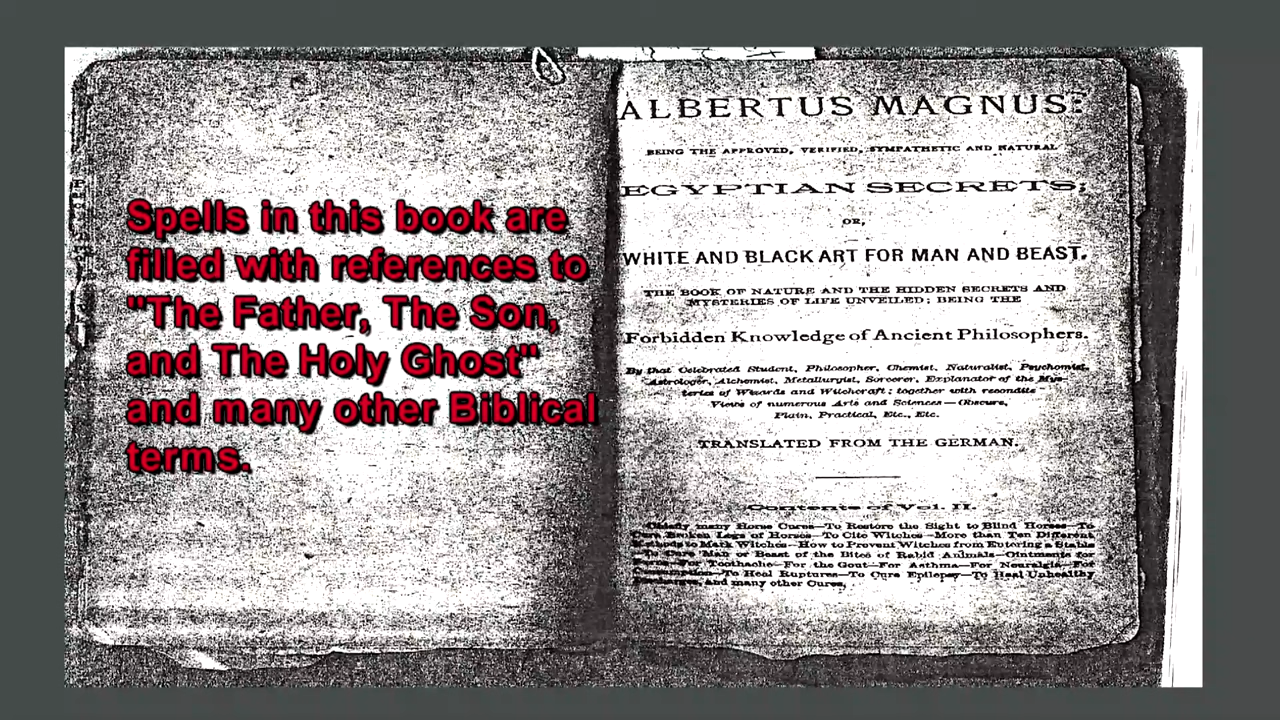 Spells in this book are
filled with references to
"The Father, The Son,
and The Holy Ghost"
and many other Biblical
terms.
ALBERTUS MAGNUS:
BEING THE APPROVED, VERIFIED, SYMPATHETIC AND NATURAL
EGYPTIAN SECRETS;
OR,
WHITE AND BLACK ART FOR MAN AND BEAST.
THE BOOK OF NATURE AND THE HIDDEN SECRETS AND
MYSTERIES OF LIFE UNVEILED; BEING THE
Forbidden Knowledge of Ancient Philosophers.
By that Celebrated Student, Philosopher, Chemist, Naturalist, Psychomist,
Astrologer, Alchemist, Metallurgist, Sorcerer, Explanator of the Mys-
teries of Wizards and Witchcraft; together with recondite
Views of numerous Arts and Sciences—Obscure,
Plain, Practical, Etc., Etc.
TRANSLATED FROM THE GERMAN.
Contents of Vol. II.
many Horse Cures—To Restore the Sight to Blind Horses—To
Cure Broken Legs of Horses—To Cite Witches—More than Ten Different
Methods to Mark Witches—How to Prevent Witches from Entering a Stable
—To Cure Man or Beast of the Bites of Rabid Animals—Ointments for
Toothache—For the Gout—For Asthma—For Neuralgia—For
—To Heal Ruptures—To Cure Epilepsy—To Heal Unhealthy
and many other Cures,